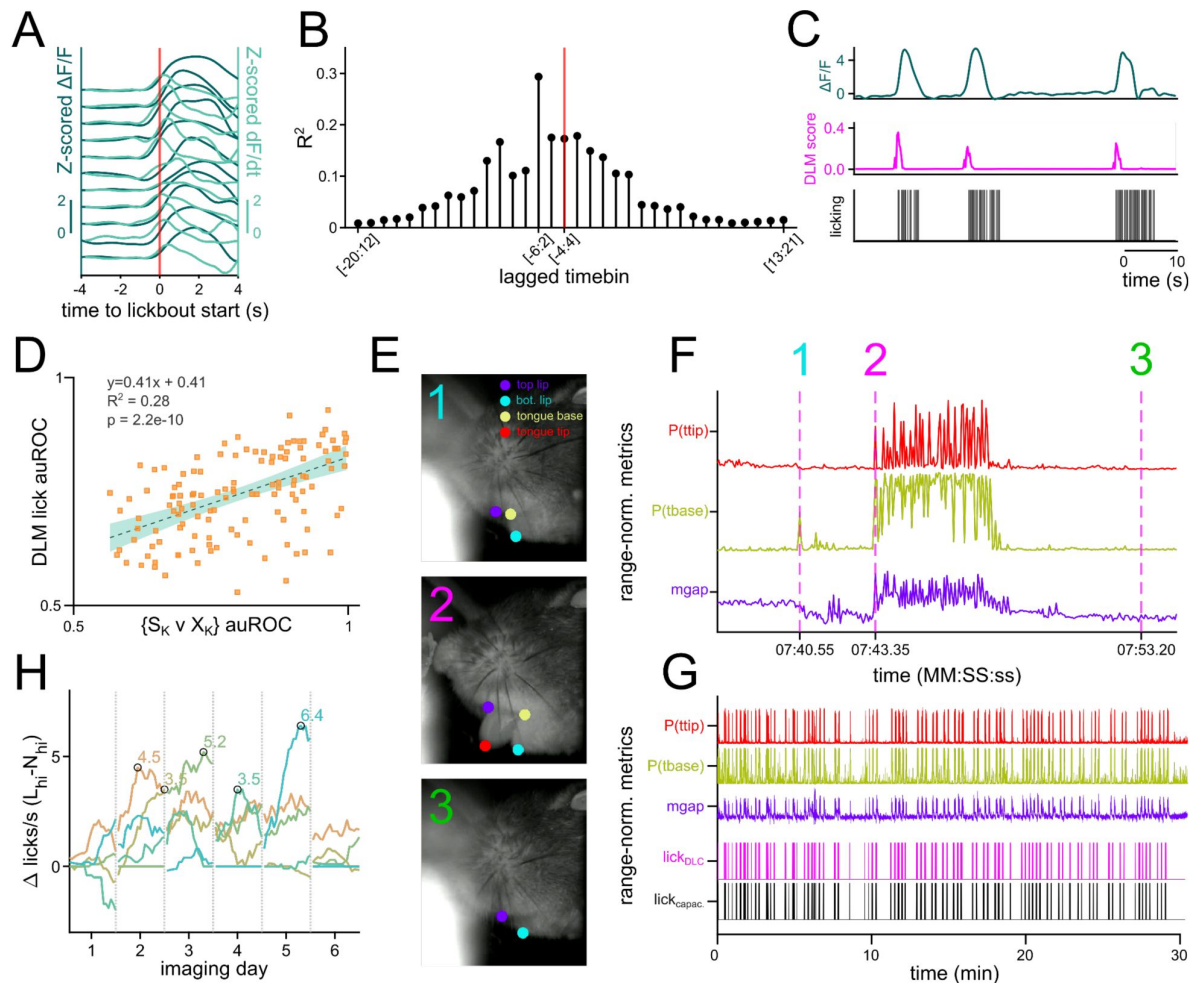 A
Z-scored ΔF/F
Z-scored dF/dt
2
0
2
0
-4
-2
0
2
4
time to lickbout start (s)
B
R²
0.3
0.2
0.1
0
[-20:12]
[-6:2]
[-4:4]
[13:21]
lagged timebin
C
ΔF/F
4
0
DLM score
0.4
0.0
licking
0
10
time (s)
D
y=0.41x + 0.41
R² = 0.28
p = 2.2e-10
DLM lick auROC
1
0.5
0.5
1
{S_K v X_K} auROC
E
1
top lip
bot. lip
tongue base
tongue tip
2
3
F
1
2
3
range-norm. metrics
P(ttip)
P(tbase)
mgap
07:40.55
07:43.35
07:53.20
time (MM:SS:ss)
G
range-norm. metrics
P(ttip)
P(tbase)
mgap
lick_DLC
lick_capac.
0
10
20
30
time (min)
H
Δ licks/s (L_hi-N_hi)
5
0
4.5
3.5
5.2
3.5
6.4
1
2
3
4
5
6
imaging day